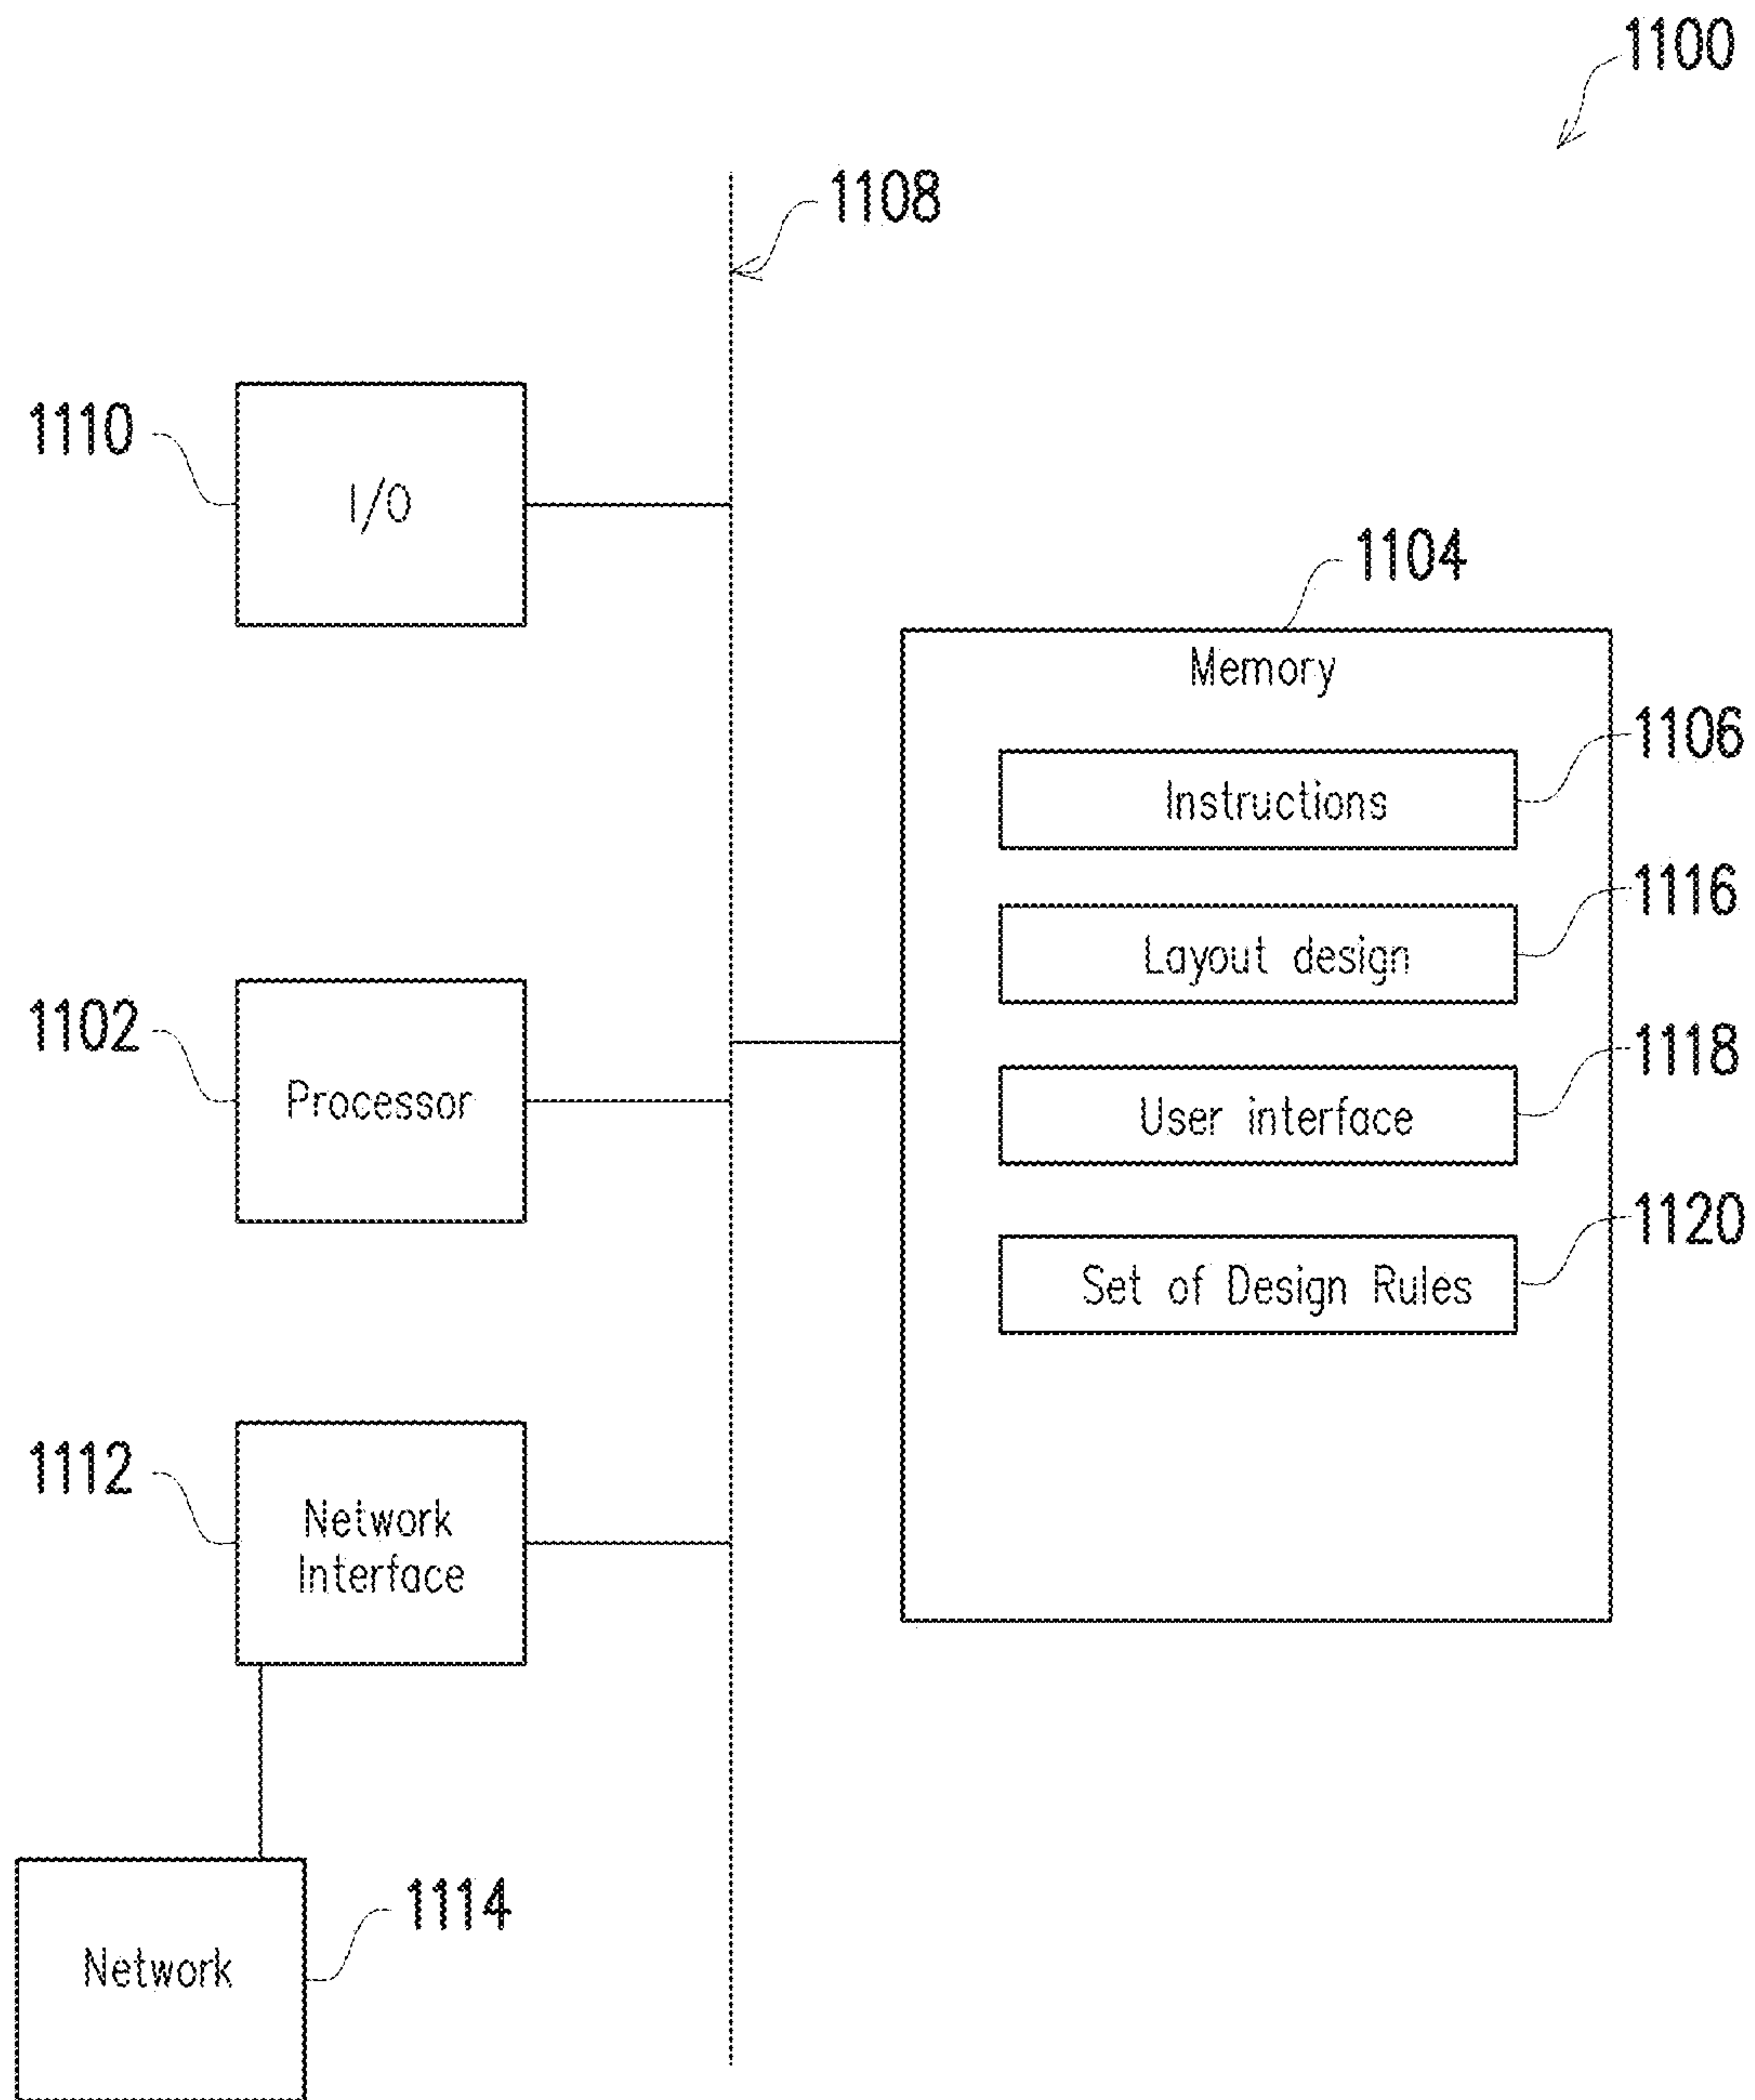 1100
1108
1110
I/O
1104
Memory
1106
Instructions
1116
Layout design
1102
Processor
1118
User interface
1120
Set of Design Rules
1112
Network
Interface
1114
Network